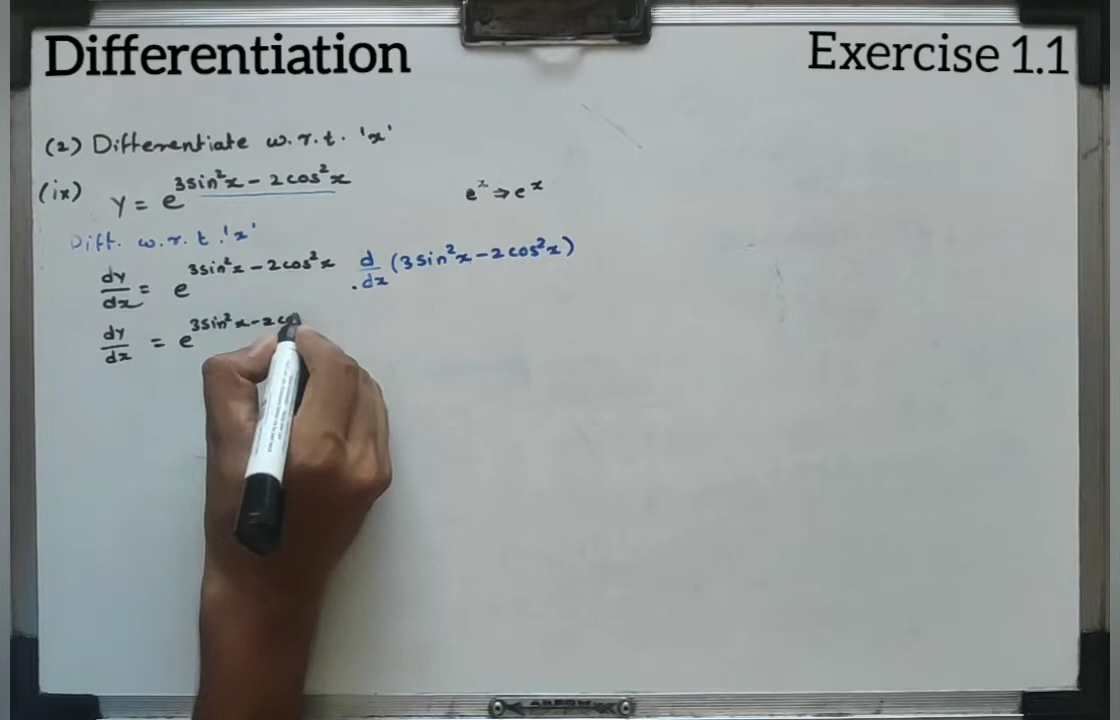 Differentiation
Exercise 1.1
(2) Differentiate w.r.t. 'x'
(ix) y = e^{3sin²x - 2cos²x}
e^x ⇒ e^x
Diff. w.r.t. 'x'
dy/dx = e^{3sin²x - 2cos²x} . d/dx (3sin²x - 2cos²x)
dy/dx = e^{3sin²x - 2co